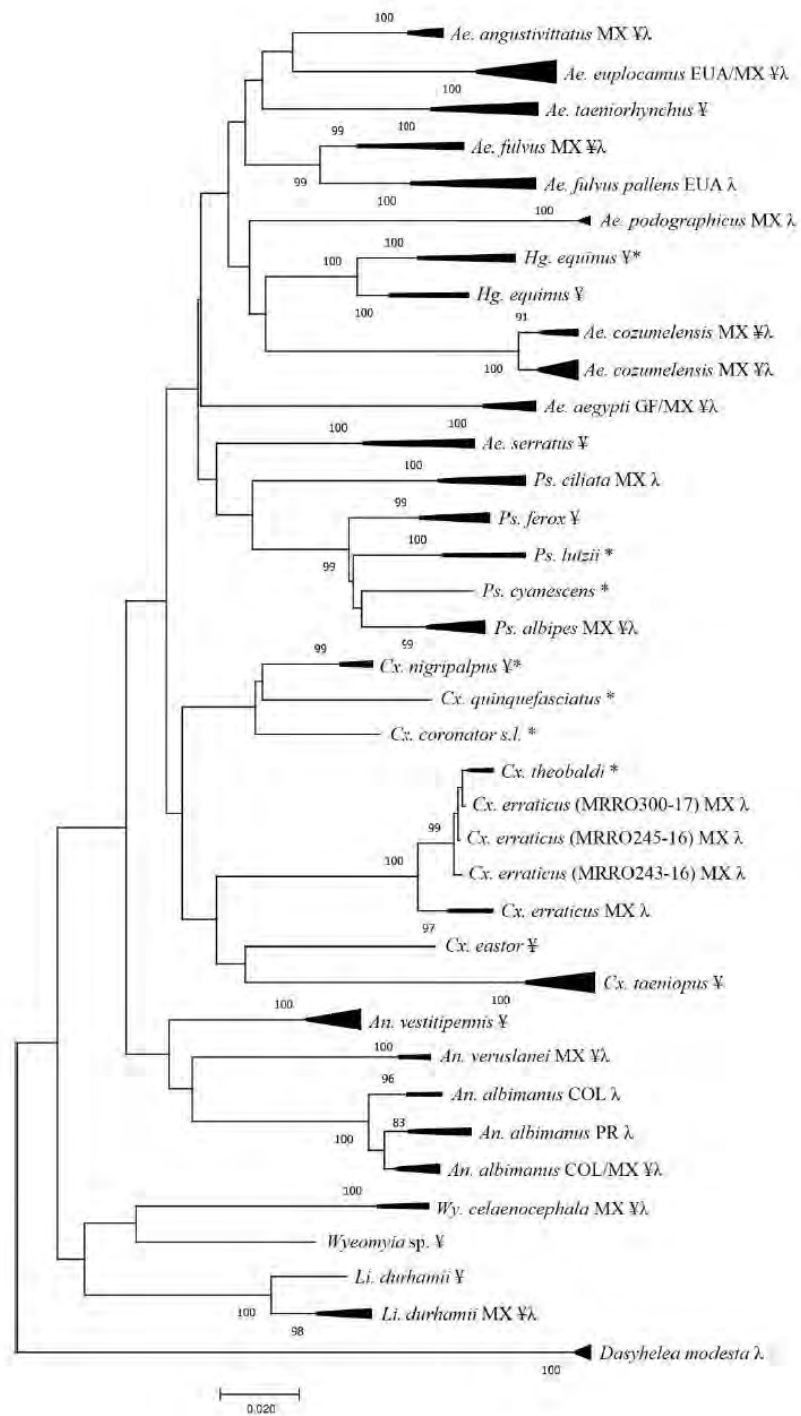 100
Ae. angustivittatus MX ¥λ
Ae. euplocamus EUA/MX ¥λ
100
Ae. taeniorhynchus ¥
100
99
100
Ae. fulvus MX ¥λ
99
Ae. fulvus pallens EUA λ
100
100
Ae. podographicus MX λ
100
100
Hg. equinus ¥*
Hg. equinus ¥
100
91
Ae. cozumelensis MX ¥λ
100
Ae. cozumelensis MX ¥λ
Ae. aegypti GF/MX ¥λ
100
100
Ae. serratus ¥
100
Ps. ciliata MX λ
99
Ps. ferox ¥
100
99
Ps. lutzii *
Ps. cyanescens *
Ps. albipes MX ¥λ
99
99
Cx. nigripalpus ¥*
Cx. quinquefasciatus *
Cx. coronator s.l. *
Cx. theobaldi *
Cx. erraticus (MRRO300-17) MX λ
99
Cx. erraticus (MRRO245-16) MX λ
100
Cx. erraticus (MRRO243-16) MX λ
Cx. erraticus MX λ
97
Cx. eastor ¥
Cx. taeniopus ¥
100
100
An. vestitipennis ¥
100
An. veruslanei MX ¥λ
96
An. albimanus COL λ
83
100
An. albimanus PR λ
An. albimanus COL/MX ¥λ
100
Wy. celaenocephala MX ¥λ
Wyeomyia sp. ¥
Li. durhamii ¥
100
Li. durhamii MX ¥λ
98
Dasyhelea modesta λ
100
0.020